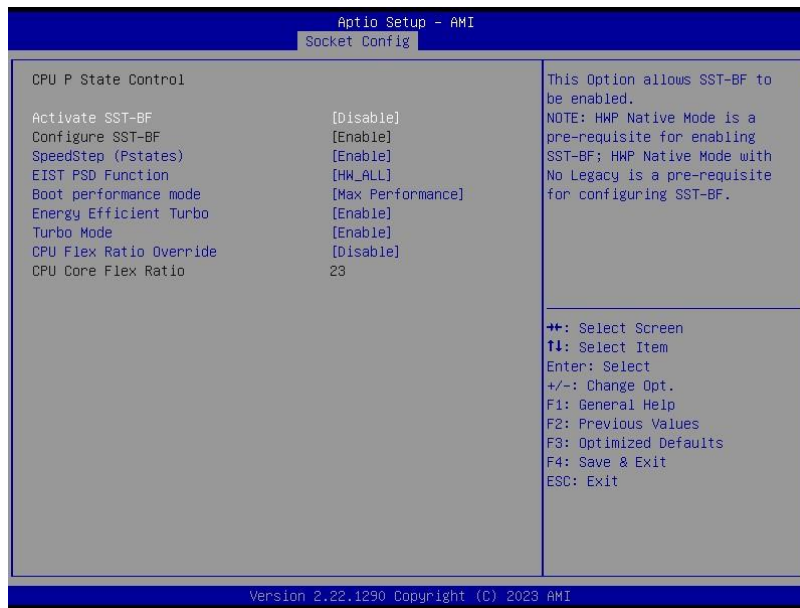 Aptio Setup - AMI
Socket Config
CPU P State Control
Activate SST-BF [Disable]
Configure SST-BF [Enable]
SpeedStep (Pstates) [Enable]
EIST PSD Function [HW_ALL]
Boot performance mode [Max Performance]
Energy Efficient Turbo [Enable]
Turbo Mode [Enable]
CPU Flex Ratio Override [Disable]
CPU Core Flex Ratio 23
This Option allows SST-BF to
be enabled.
NOTE: HWP Native Mode is a
pre-requisite for enabling
SST-BF; HWP Native Mode with
No Legacy is a pre-requisite
for configuring SST-BF.
→←: Select Screen
↑↓: Select Item
Enter: Select
+/-: Change Opt.
F1: General Help
F2: Previous Values
F3: Optimized Defaults
F4: Save & Exit
ESC: Exit
Version 2.22.1290 Copyright (C) 2023 AMI